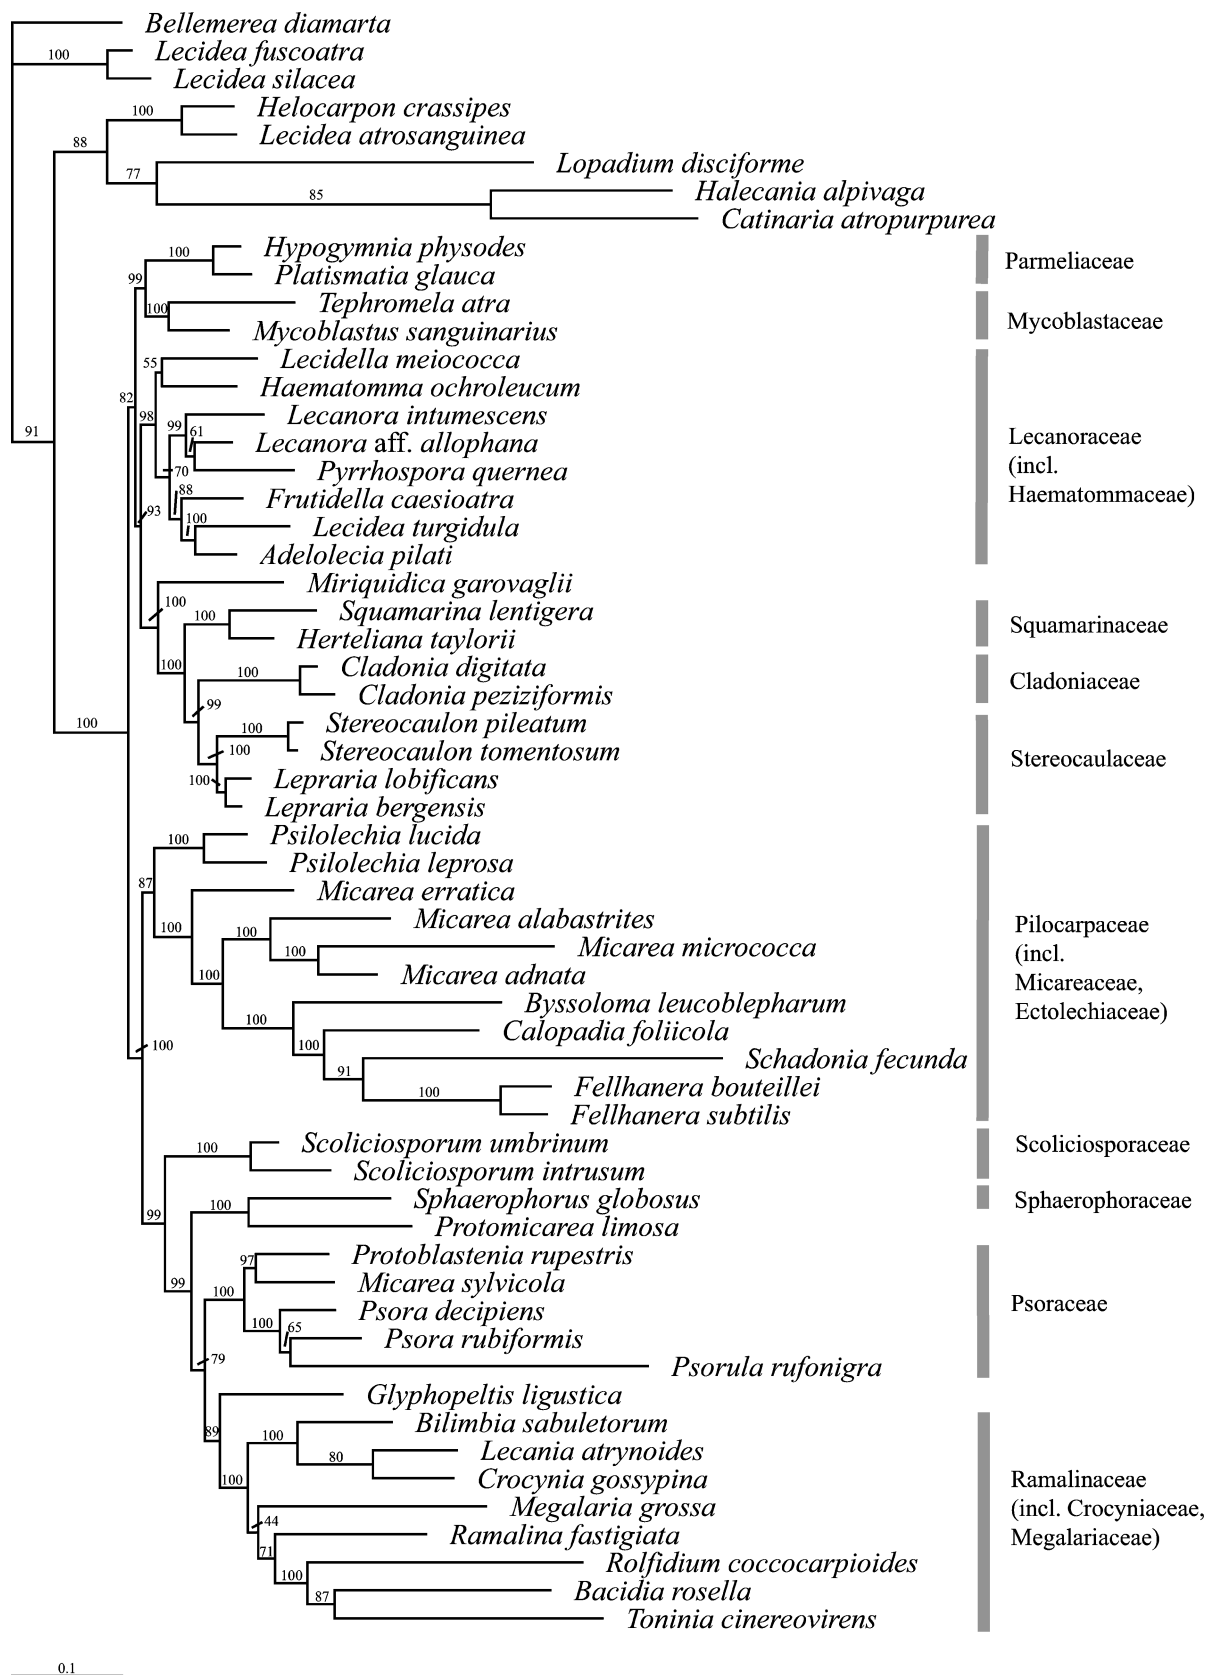 Bellemerea diamarta
100
Lecidea fuscoatra
Lecidea silacea
100
Helocarpon crassipes
Lecidea atrosanguinea
88
Lopadium disciforme
77
85
Halecania alpivaga
Catinaria atropurpurea
Hypogymnia physodes
100
Parmeliaceae
Platismatia glauca
99
Tephromela atra
100
Mycoblastaceae
Mycoblastus sanguinarius
55
Lecidella meiococca
Haematomma ochroleucum
82
98
Lecanora intumescens
99
61
91
Lecanora aff. allophana
Lecanoraceae
(incl.
Haematommaceae)
70
Pyrrhospora quernea
88
Frutidella caesioatra
93
100
Lecidea turgidula
Adelolecia pilati
Miriquidica garovaglii
100
100
Squamarina lentigera
Squamarinaceae
Herteliana taylorii
100
100
Cladonia digitata
Cladoniaceae
Cladonia peziziformis
99
100
100
Stereocaulon pileatum
100
Stereocaulon tomentosum
Stereocaulaceae
100
Lepraria lobificans
Lepraria bergensis
100
Psilolechia lucida
Psilolechia leprosa
87
Micarea erratica
100
100
Micarea alabastrites
Pilocarpaceae
(incl.
Micareaceae,
Ectolechiaceae)
100
Micarea micrococca
100
Micarea adnata
100
Byssoloma leucoblepharum
Calopadia foliicola
100
100
91
Schadonia fecunda
100
Fellhanera bouteillei
Fellhanera subtilis
100
Scoliciosporum umbrinum
Scoliciosporaceae
Scoliciosporum intrusum
99
100
Sphaerophorus globosus
Sphaerophoraceae
Protomicarea limosa
97
Protoblastenia rupestris
99
100
Micarea sylvicola
Psoraceae
100
65
Psora decipiens
Psora rubiformis
79
Psorula rufonigra
Glyphopeltis ligustica
89
100
Bilimbia sabuletorum
80
Lecania atrynoides
100
Crocynia gossypina
Ramalinaceae
(incl. Crocyniaceae,
Megalariaceae)
Megalaria grossa
44
Ramalina fastigiata
71
100
Rolfidium coccocarpioides
87
Bacidia rosella
Toninia cinereovirens
0.1